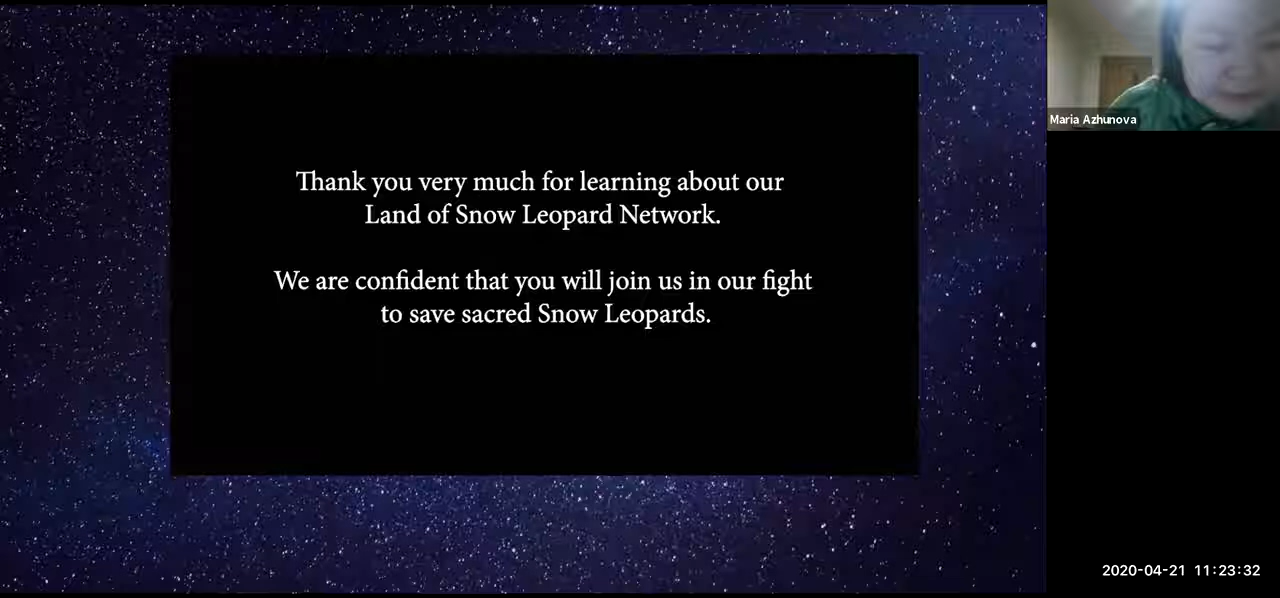 Thank you very much for learning about our
Land of Snow Leopard Network.
We are confident that you will join us in our fight
to save sacred Snow Leopards.
Maria Azhunova
2020-04-21 11:23:32